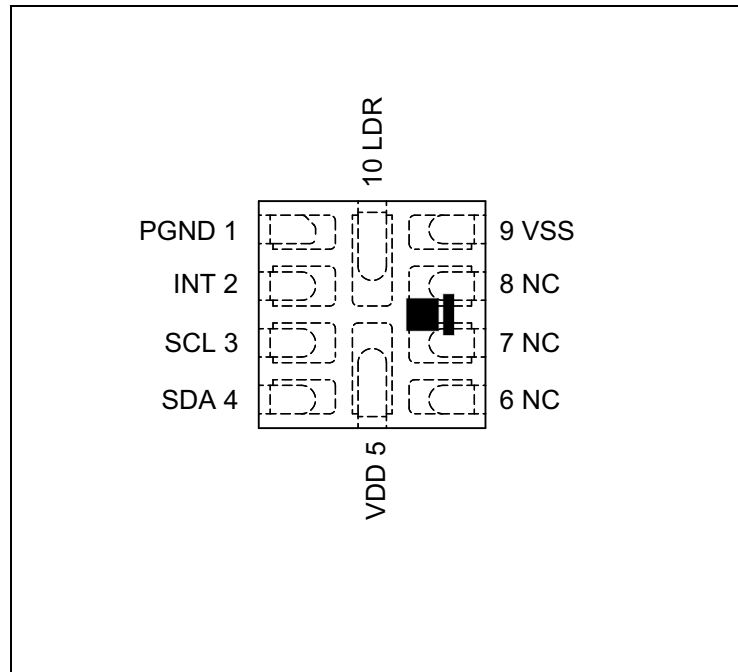 10 LDR
PGND 1
9 VSS
INT 2
8 NC
SCL 3
7 NC
SDA 4
6 NC
VDD 5